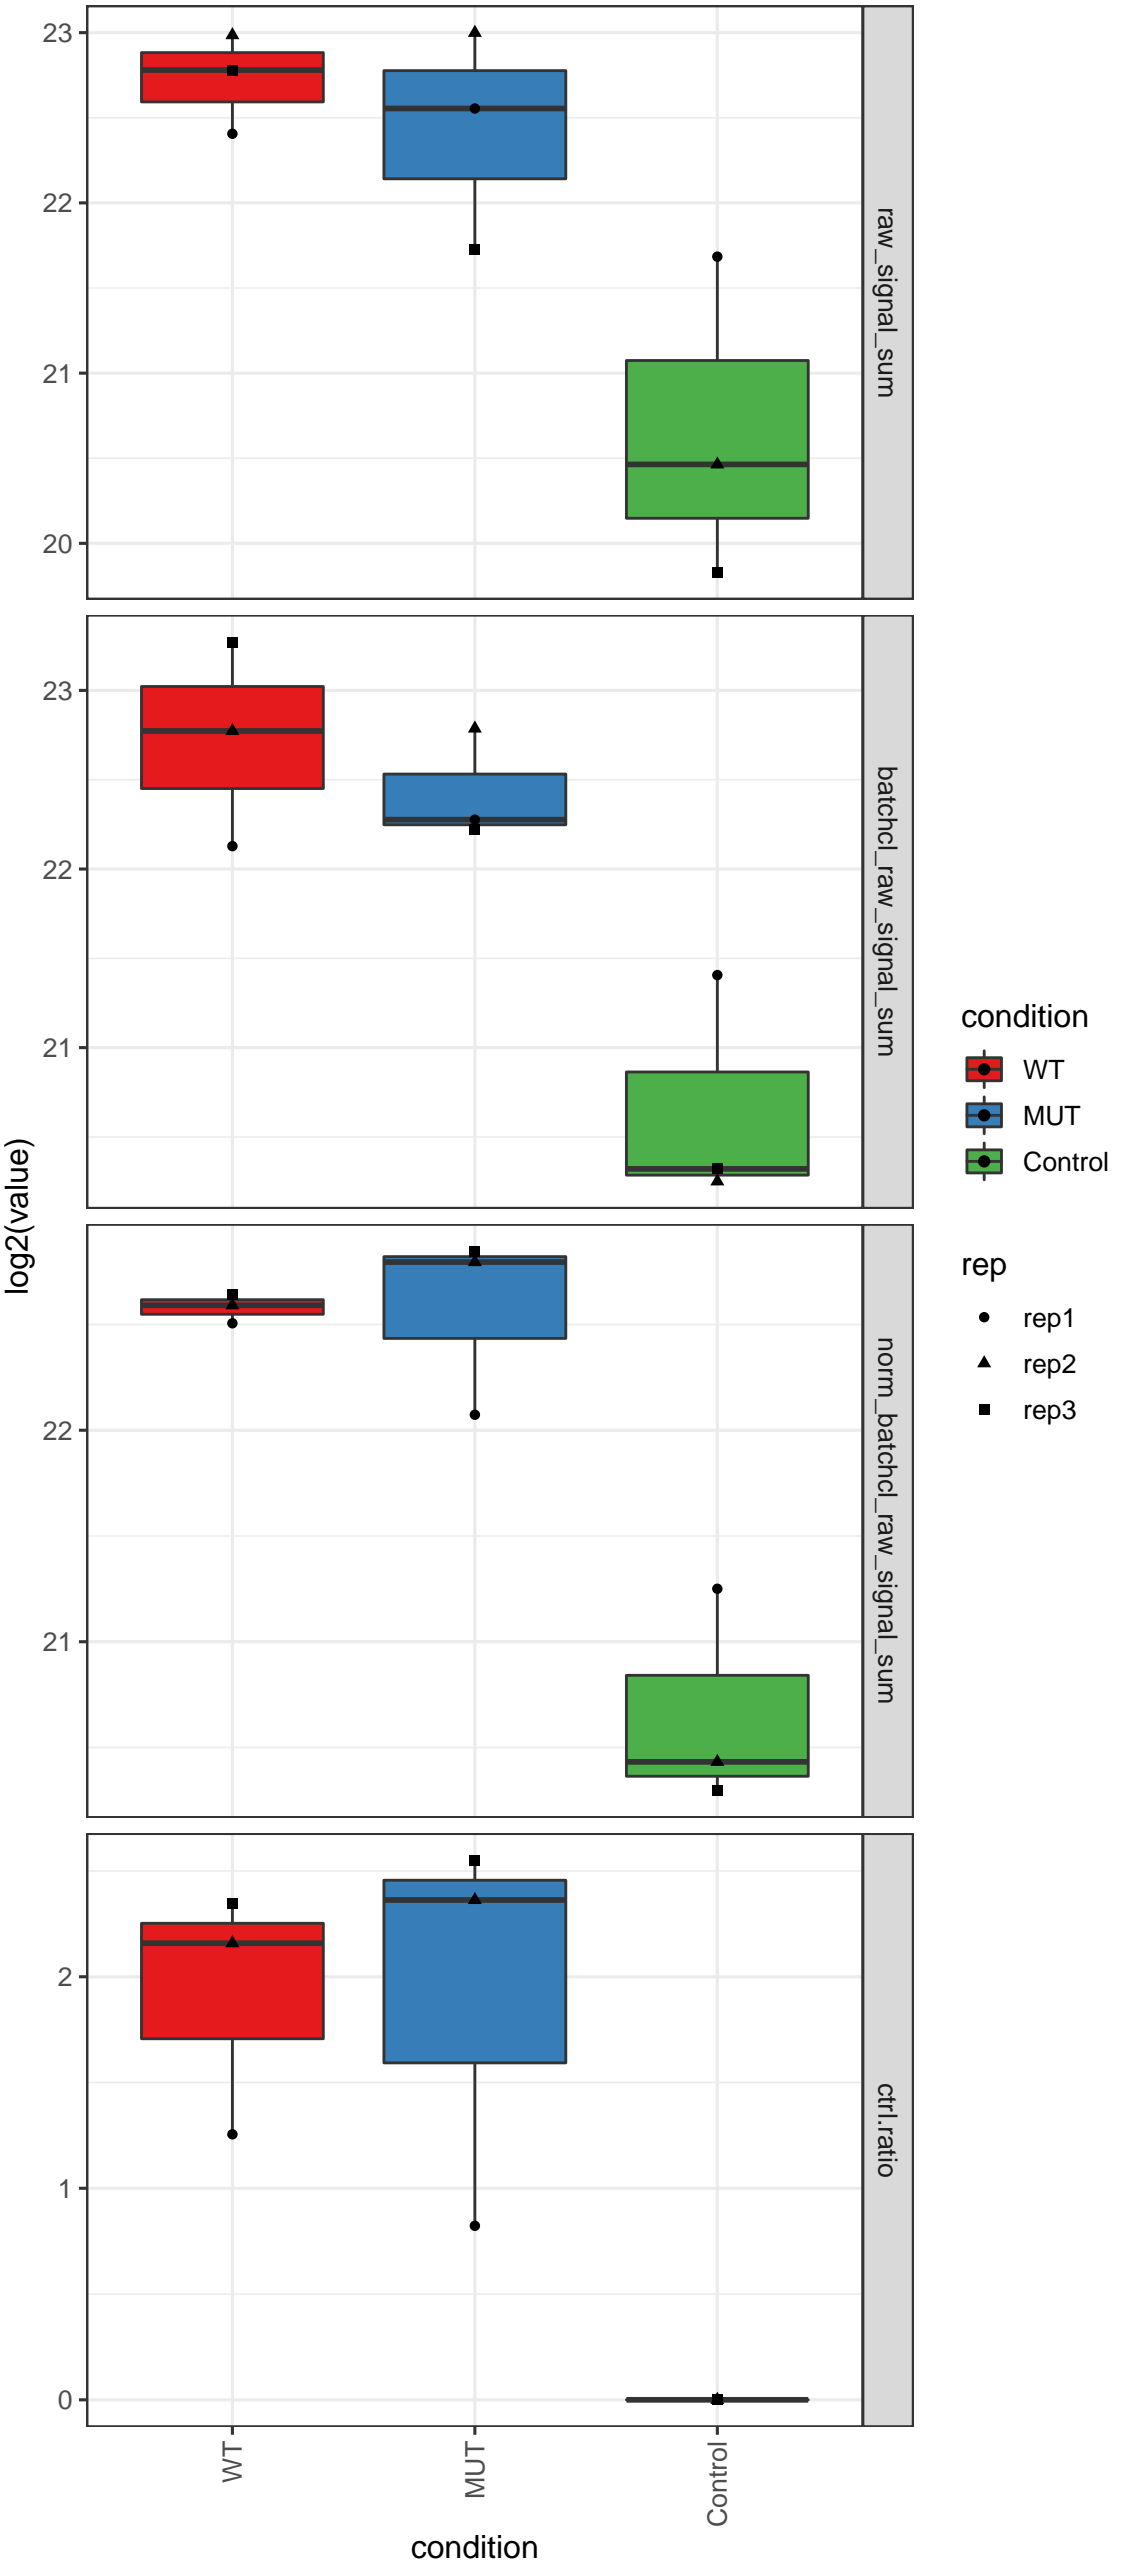 23
22
21
20
raw_signal_sum
23
22
21
batchcl_raw_signal_sum
22
21
norm_batchcl_raw_signal_sum
2
1
0
ctrl.ratio
log2(value)
WT
MUT
Control
condition
condition
WT
MUT
Control
rep
rep1
rep2
rep3